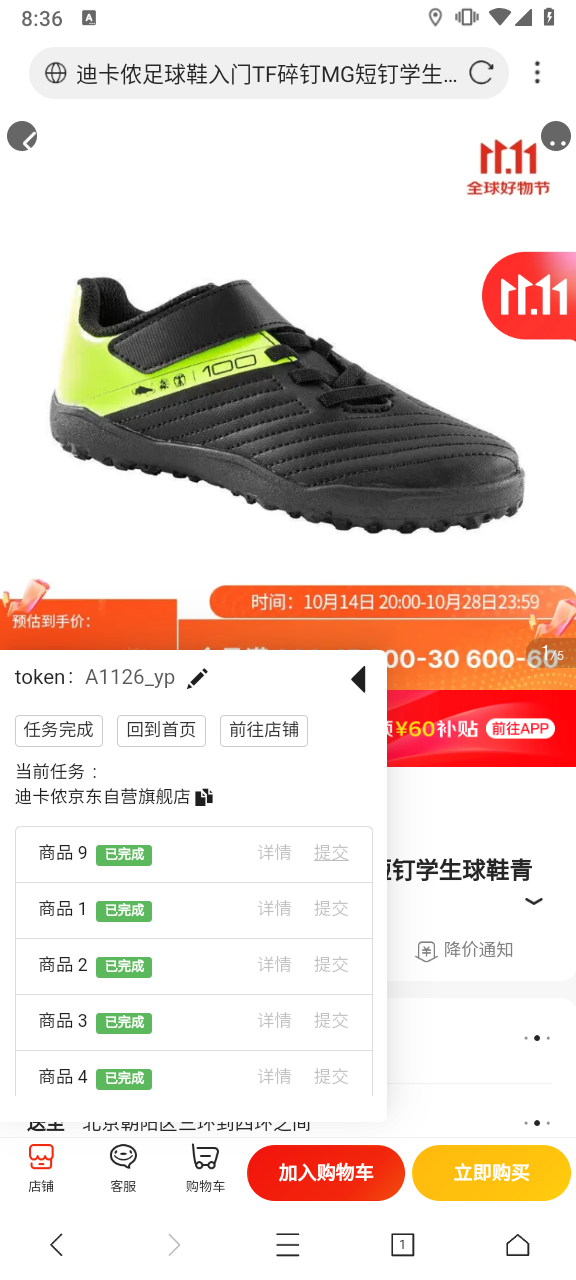 8:36
A
迪卡侬足球鞋入门TF碎钉MG短钉学生...
11.11
全球好物节
11.11
100
时间：10月14日 20:00-10月28日23:59
预估到手价：
00-30 600-60
1/5
token： A1126_yp
¥60补贴 前往APP
任务完成 回到首页 前往店铺
当前任务：
迪卡侬京东自营旗舰店
商品 9 已完成 详情 提交
钉学生球鞋青
商品 1 已完成 详情 提交
降价通知
商品 2 已完成 详情 提交
商品 3 已完成 详情 提交
商品 4 已完成 详情 提交
送至 北京朝阳区三环到四环之间
店铺 客服 购物车 加入购物车 立即购买
1